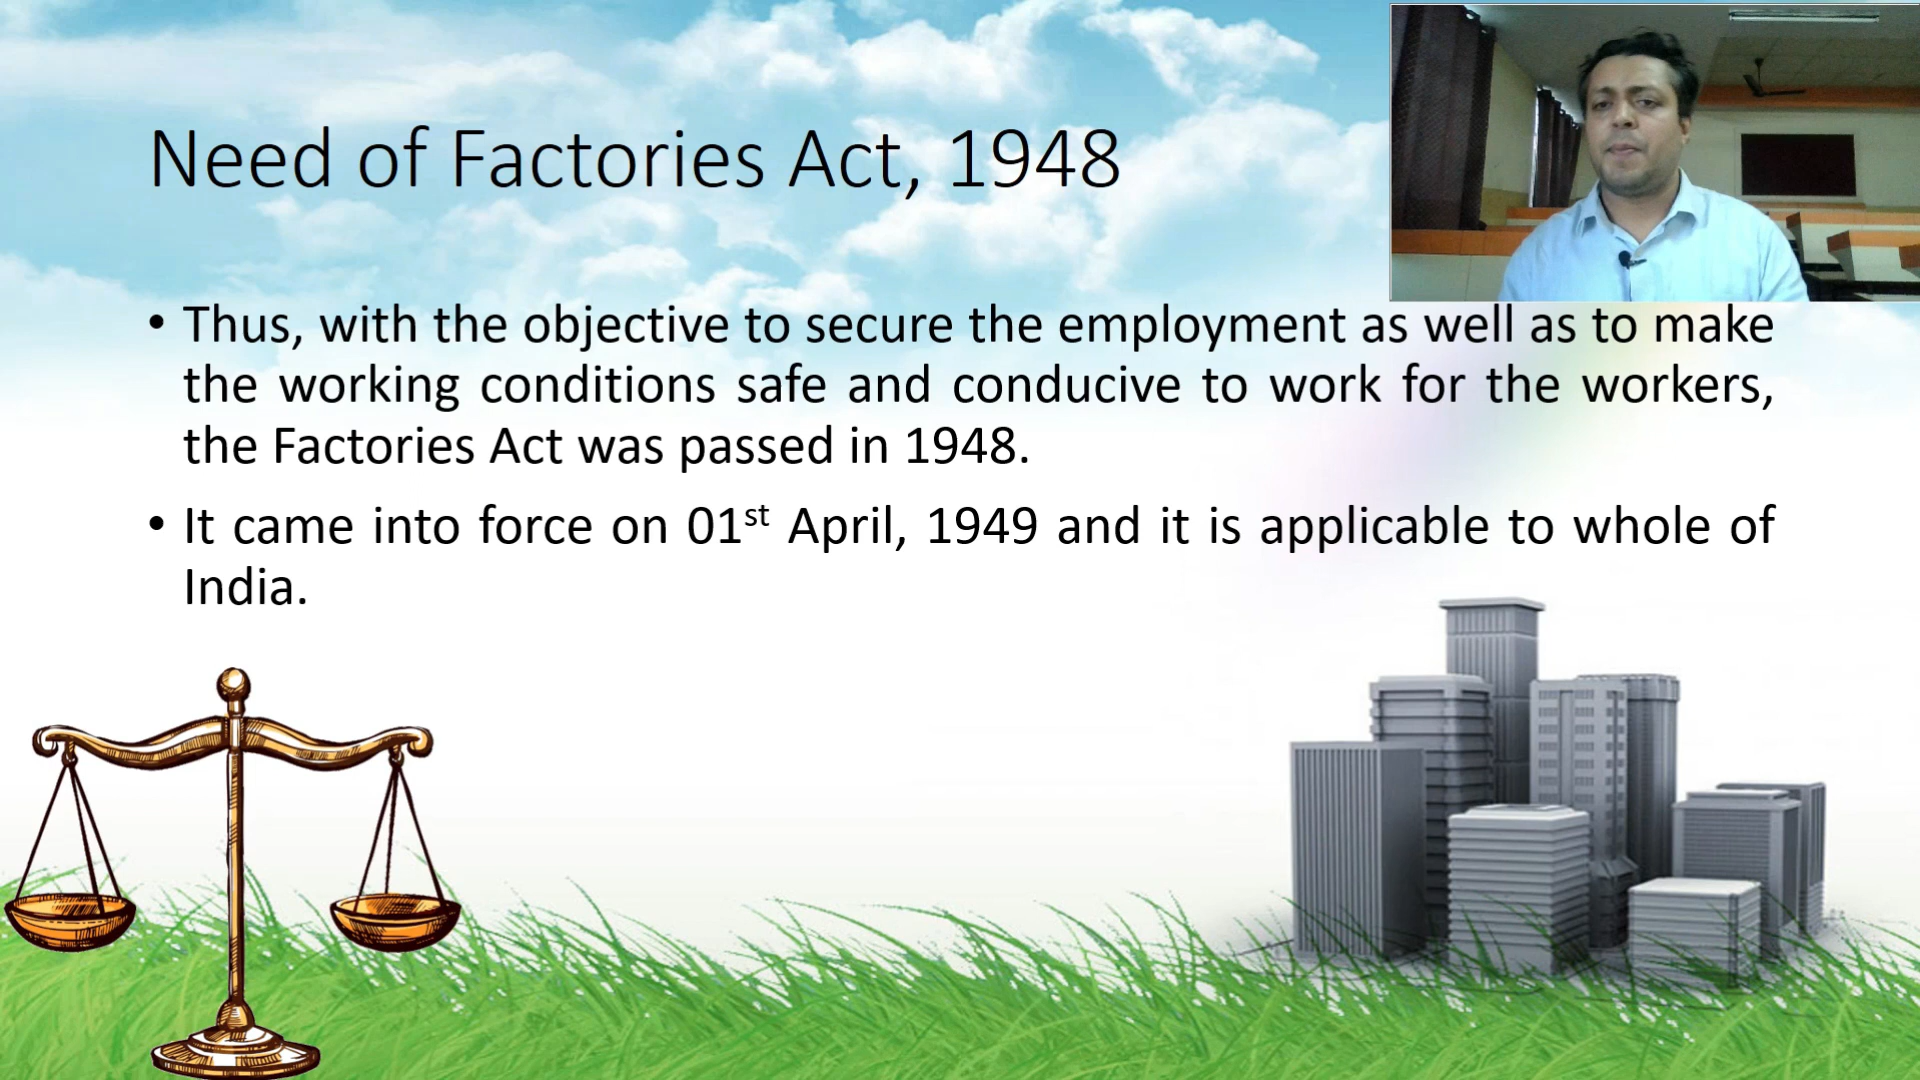 Need of Factories Act, 1948
• Thus, with the objective to secure the employment as well as to make
the working conditions safe and conducive to work for the workers,
the Factories Act was passed in 1948.
• It came into force on 01st April, 1949 and it is applicable to whole of
India.